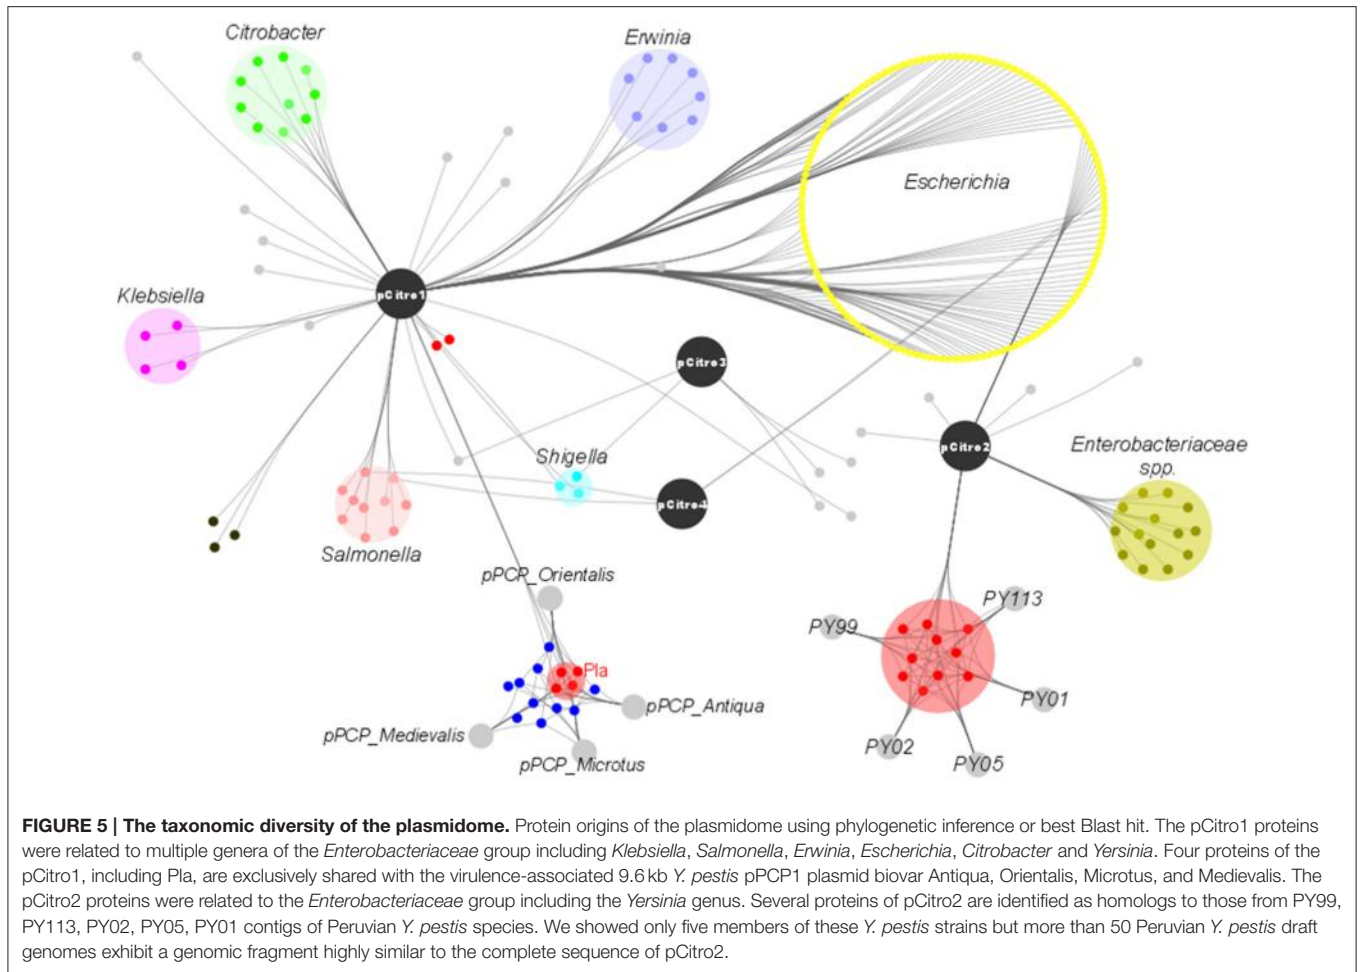 Citrobacter
Erwinia
Escherichia
Klebsiella
pCitro1
pCitro3
pCitro2
Enterobacteriaceae
spp.
Shigella
pCitro4
Salmonella
pPCP_Orientalis
PY113
PY99
Pla
PY01
pPCP_Antiqua
pPCP_Medievalis
PY02
PY05
pPCP_Microtus
FIGURE 5 | The taxonomic diversity of the plasmidome. Protein origins of the plasmidome using phylogenetic inference or best Blast hit. The pCitro1 proteins
were related to multiple genera of the Enterobacteriaceae group including Klebsiella, Salmonella, Erwinia, Escherichia, Citrobacter and Yersinia. Four proteins of the
pCitro1, including Pla, are exclusively shared with the virulence-associated 9.6 kb Y. pestis pPCP1 plasmid biovar Antiqua, Orientalis, Microtus, and Medievalis. The
pCitro2 proteins were related to the Enterobacteriaceae group including the Yersinia genus. Several proteins of pCitro2 are identified as homologs to those from PY99,
PY113, PY02, PY05, PY01 contigs of Peruvian Y. pestis species. We showed only five members of these Y. pestis strains but more than 50 Peruvian Y. pestis draft
genomes exhibit a genomic fragment highly similar to the complete sequence of pCitro2.